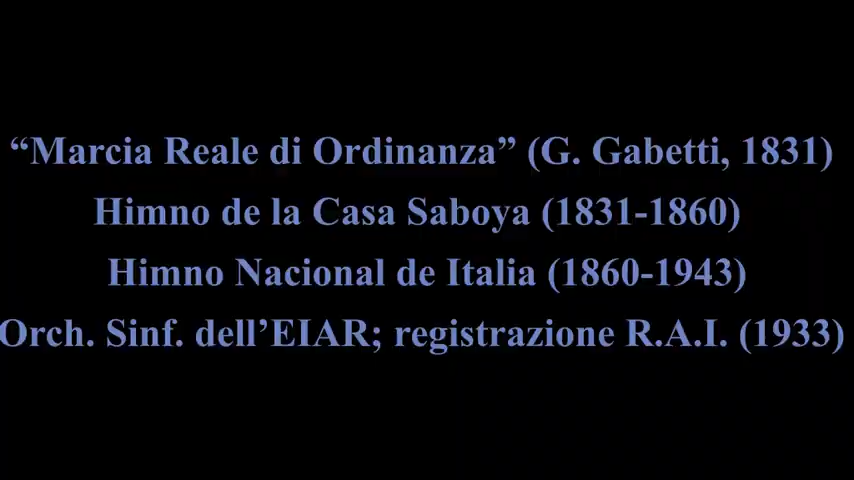 “Marcia Reale di Ordinanza” (G. Gabetti, 1831)
Himno de la Casa Saboya (1831-1860)
Himno Nacional de Italia (1860-1943)
Orch. Sinf. dell’EIAR; registrazione R.A.I. (1933)